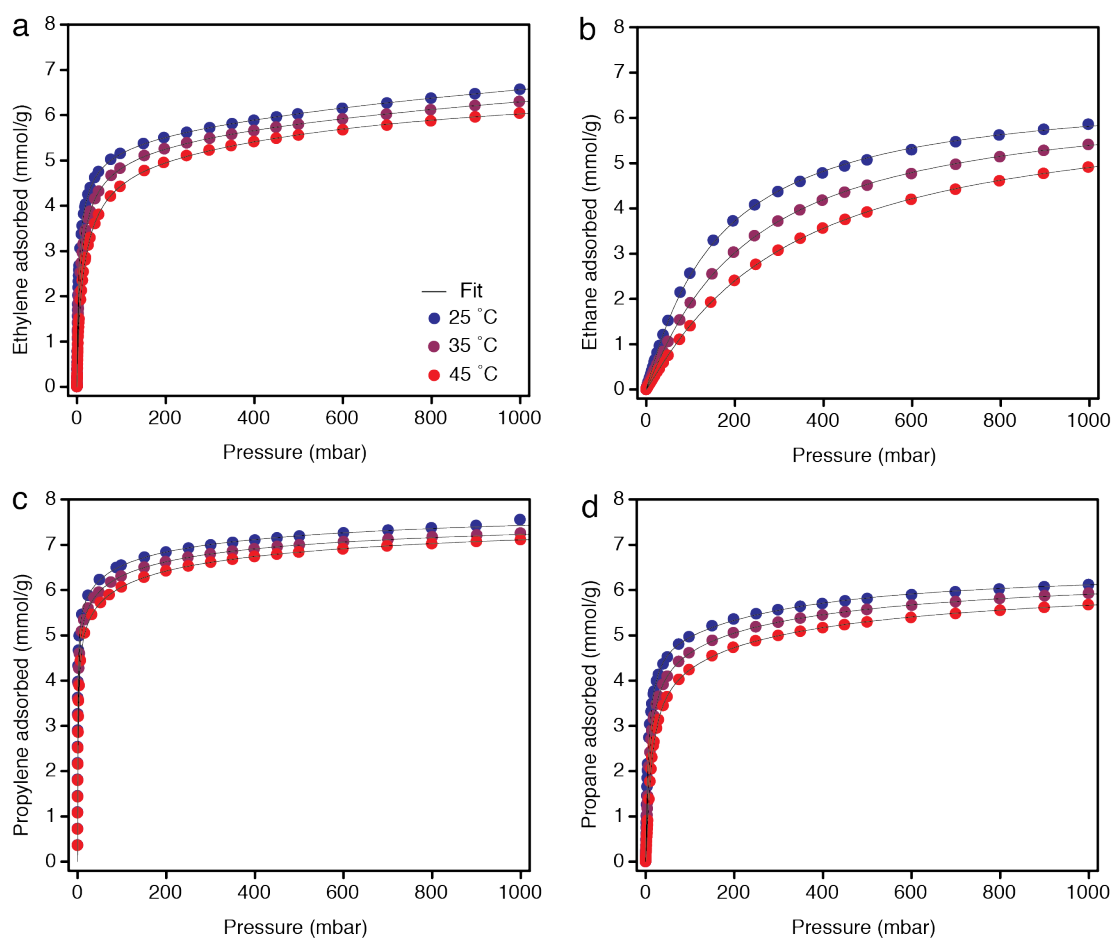 a
Ethylene adsorbed (mmol/g)
8
7
6
5
4
3
2
1
0
Fit
25 °C
35 °C
45 °C
0 200 400 600 800 1000
Pressure (mbar)
b
Ethane adsorbed (mmol/g)
8
7
6
5
4
3
2
1
0
0 200 400 600 800 1000
Pressure (mbar)
c
Propylene adsorbed (mmol/g)
8
7
6
5
4
3
2
1
0
0 200 400 600 800 1000
Pressure (mbar)
d
Propane adsorbed (mmol/g)
8
7
6
5
4
3
2
1
0
0 200 400 600 800 1000
Pressure (mbar)